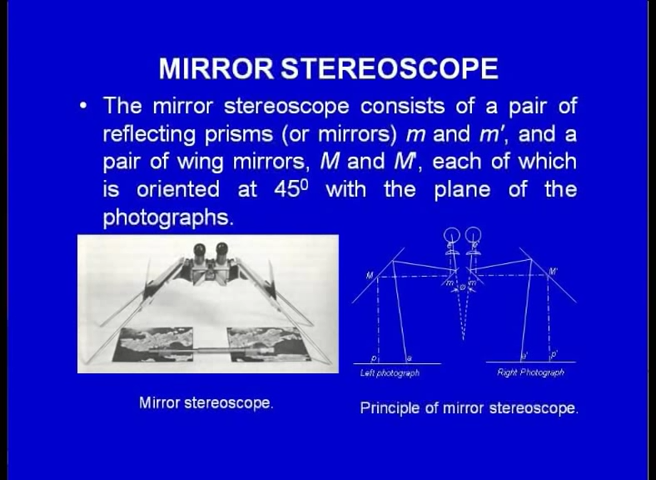 MIRROR STEREOSCOPE
• The mirror stereoscope consists of a pair of
reflecting prisms (or mirrors) m and m', and a
pair of wing mirrors, M and M', each of which
is oriented at 45⁰ with the plane of the
photographs.
M
m
m'
M'
p
a
a'
p'
Left photograph
Right Photograph
Mirror stereoscope.
Principle of mirror stereoscope.